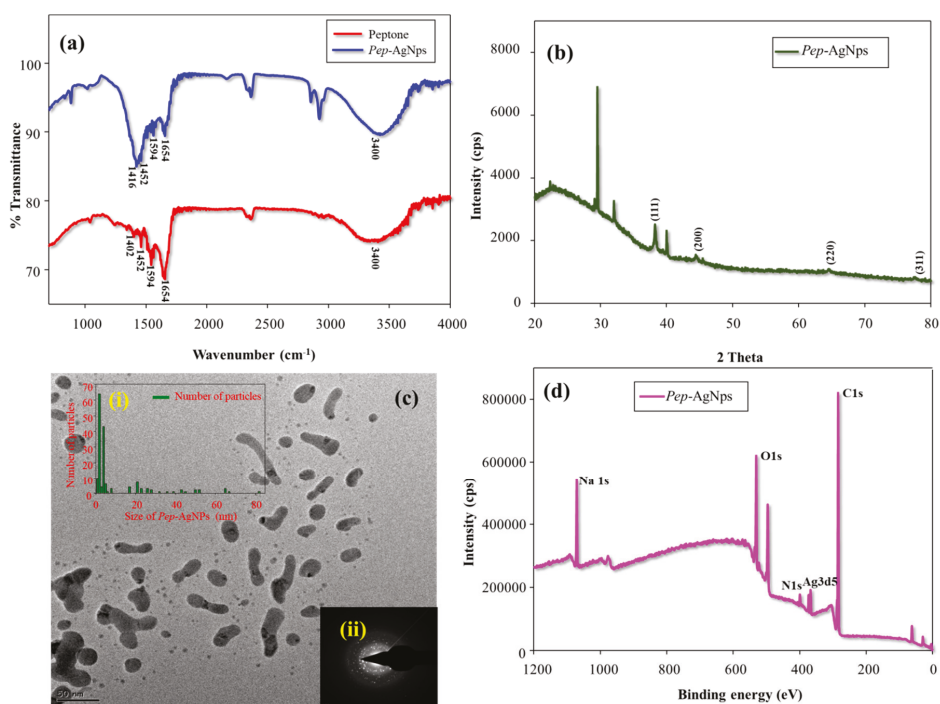 (a)
Peptone
Pep-AgNps
100
90
80
70
% Transmittance
1416
1452
1594
1654
3400
1402
1452
1594
1654
3400
1000 1500 2000 2500 3000 3500 4000
Wavenumber (cm-1)
(b)
Pep-AgNps
8000
6000
4000
2000
0
Intensity (cps)
(111)
(200)
(220)
(311)
20 30 40 50 60 70 80
2 Theta
(c)
(i)
Number of particles
70
60
50
40
30
20
10
0
Number of particles
0 20 40 60 80
Size of Pep-AgNPs (nm)
(ii)
50 nm
(d)
Pep-AgNps
800000
600000
400000
200000
0
Intensity (cps)
Na 1s
O1s
N1s
Ag3d5
C1s
1200 1000 800 600 400 200 0
Binding energy (eV)